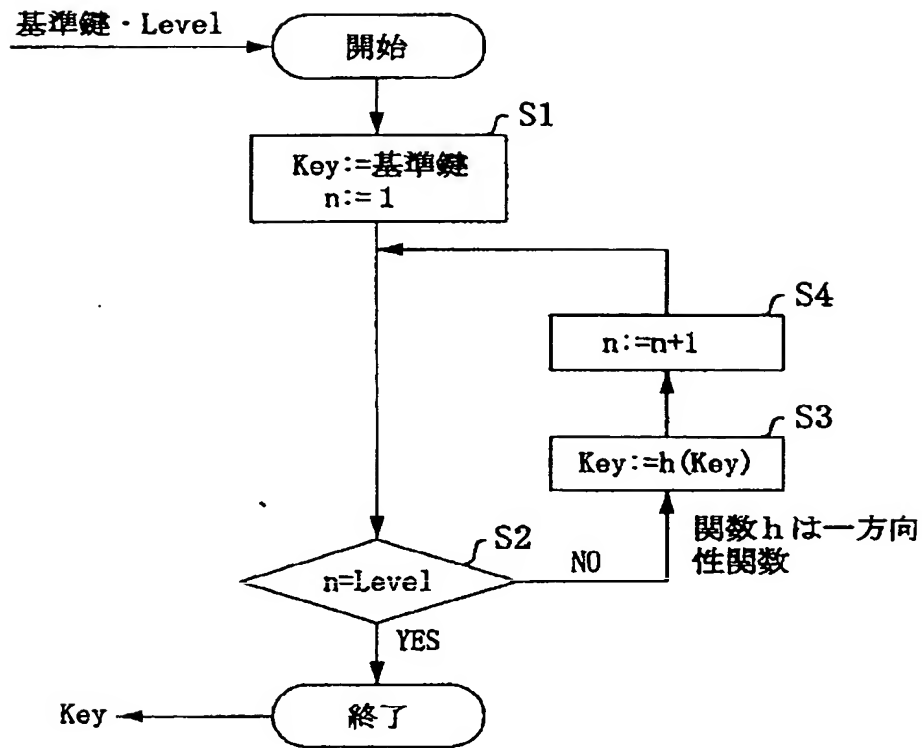 基準鍵・Level
開始
S1
Key:=基準鍵
n:=1
S4
n:=n+1
S3
Key:=h(Key)
関数hは一方向
性関数
S2
n=Level
NO
YES
Key
終了